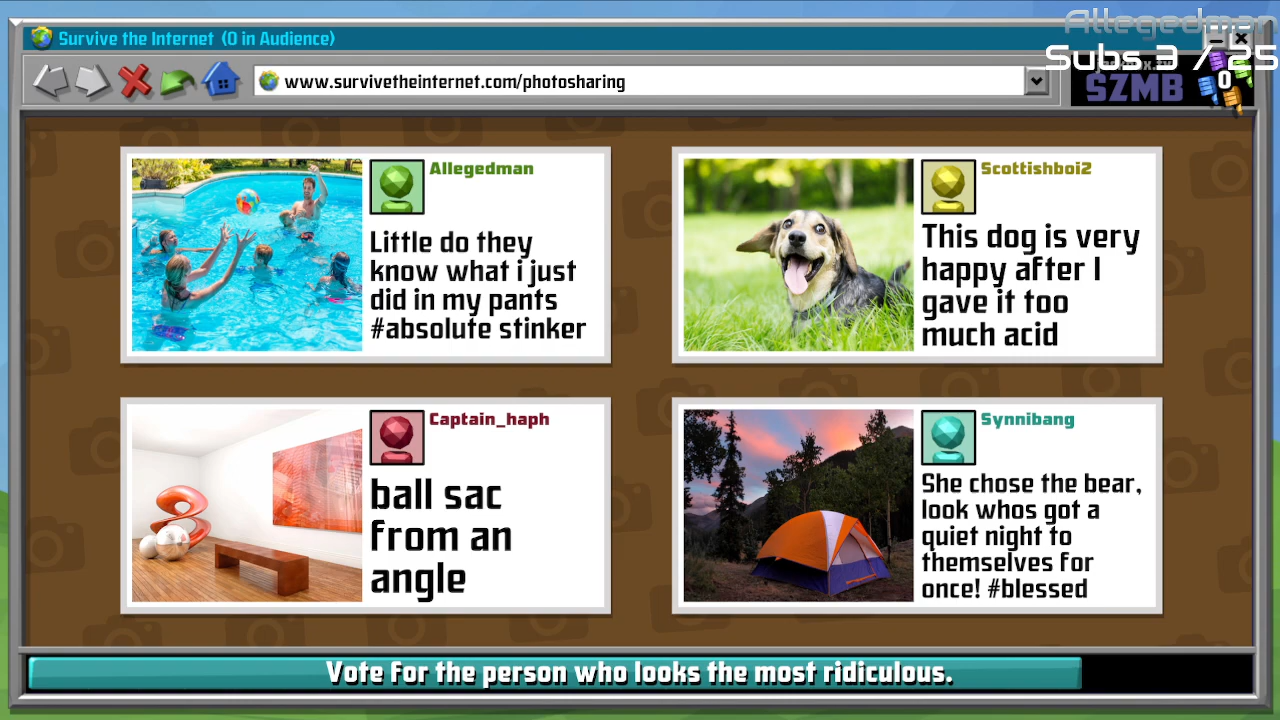 Allegedman
Survive the Internet (0 in Audience)
Subs 3 / 25
www.survivetheinternet.com/photosharing
SZMB
0
Allegedman
Little do they
know what i just
did in my pants
#absolute stinker
Scottishboi2
This dog is very
happy after I
gave it too
much acid
Captain_haph
ball sac
from an
angle
Synnibang
She chose the bear,
look whos got a
quiet night to
themselves for
once! #blessed
Vote for the person who looks the most ridiculous.